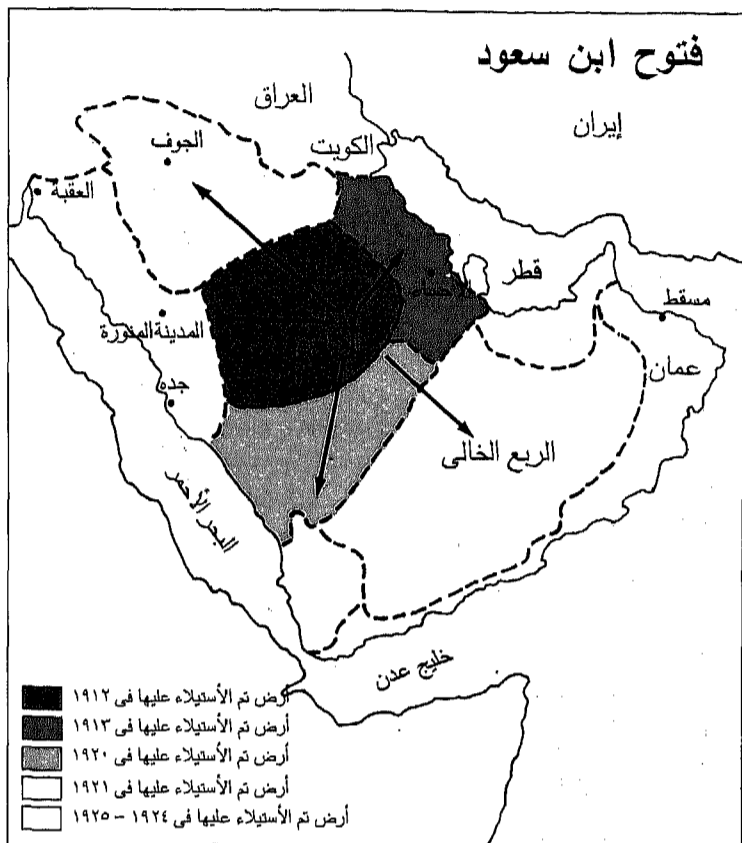 فتوح ابن سعود
العراق
إيران
الكويت
الجوف
العقبة
قطر
مسقط
المدينة المنورة
عمان
جده
الربع الخالى
البحر الأحمر
خليج عدن
أرض تم الأستيلاء عليها فى ١٩١٢
أرض تم الأستيلاء عليها فى ١٩١٣
أرض تم الأستيلاء عليها فى ١٩٢٠
أرض تم الأستيلاء عليها فى ١٩٢١
أرض تم الأستيلاء عليها فى ١٩٢٤ – ١٩٢٥